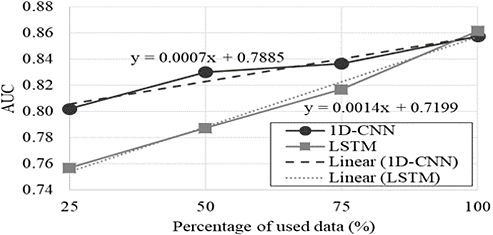 0.88
0.86
0.84
0.82
0.80
0.78
0.76
0.74
AUC
y = 0.0007x + 0.7885
y = 0.0014x + 0.7199
1D-CNN
LSTM
Linear (1D-CNN)
Linear (LSTM)
25 50 75 100
Percentage of used data (%)